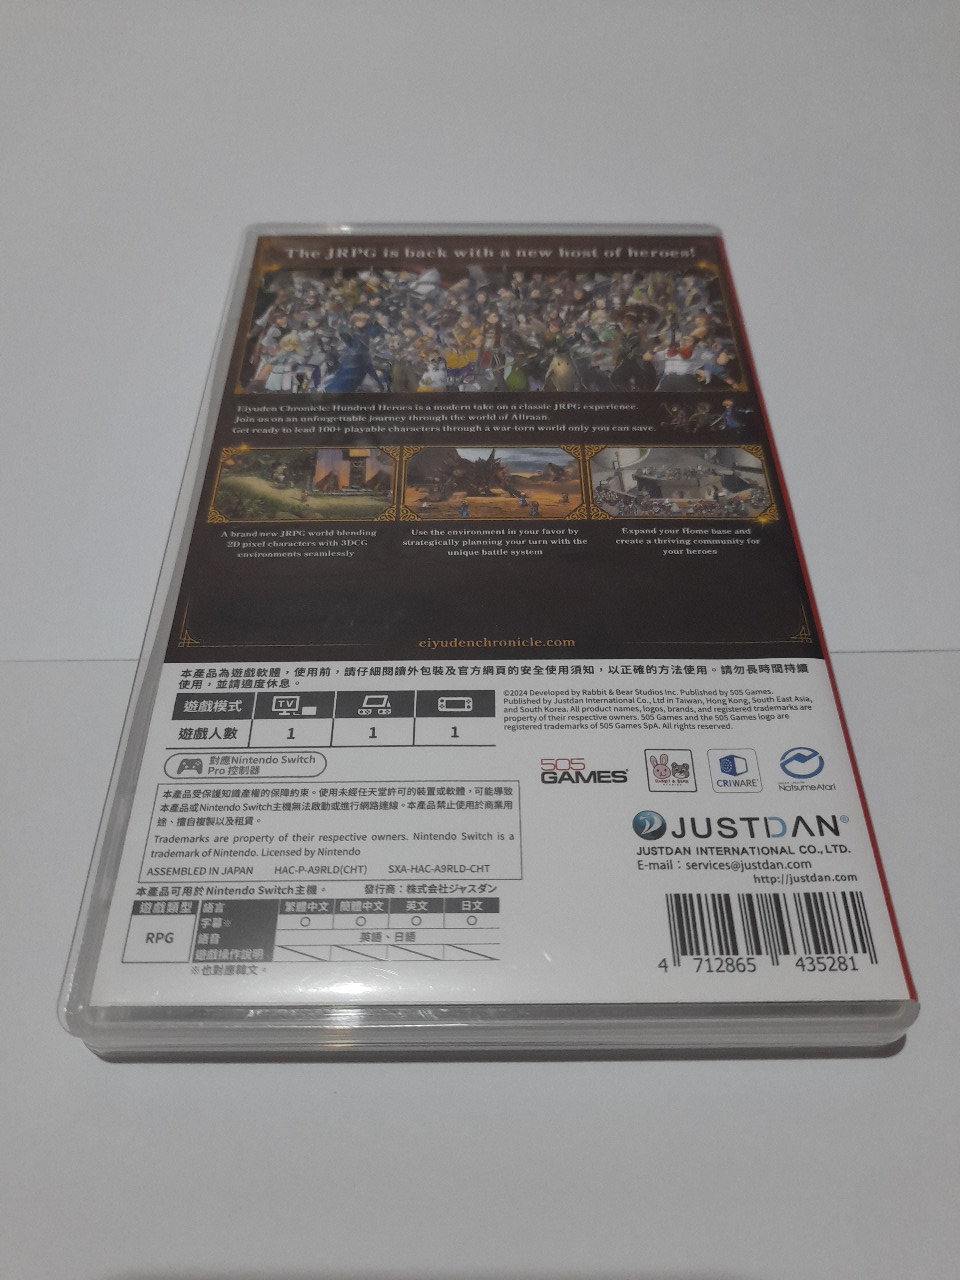 The JRPG is back with a new host of heroes!
Eiyuden Chronicle: Hundred Heroes is a modern take on a classic JRPG experience.
Join us on an unforgettable journey through the world of Allraan.
Get ready to lead 100+ playable characters through a war-torn world only you can save.
A brand new JRPG world blending
2D pixel characters with 3DCG
environments seamlessly
Use the environment in your favor by
strategically planning your turn with the
unique battle system
Expand your Home base and
create a thriving community for
your heroes
eiyudenchronicle.com
本產品為遊戲軟體，使用前，請仔細閱讀外包裝及官方網頁的安全使用須知，以正確的方法使用。請勿長時間持續
使用，並請適度休息。
遊戲模式 TV
遊戲人數 1 1 1
對應Nintendo Switch
Pro 控制器
©2024 Developed by Rabbit & Bear Studios Inc. Published by 505 Games.
Published by Justdan International Co., Ltd in Taiwan, Hong Kong, South East Asia,
and South Korea. All product names, logos, brands, and registered trademarks are
property of their respective owners. 505 Games and the 505 Games logo are
registered trademarks of 505 Games SpA. All rights reserved.
505
GAMES
RABBIT & BEAR
STUDIOS
CRIWARE
NatsumeAtari
本產品受保護知識產權的保障約束。使用未經任天堂許可的裝置或軟體，可能導致
本產品或Nintendo Switch主機無法啟動或進行網路連線。本產品禁止使用於商業用
途、擅自複製以及租賃。
Trademarks are property of their respective owners. Nintendo Switch is a
trademark of Nintendo. Licensed by Nintendo
ASSEMBLED IN JAPAN HAC-P-A9RLD(CHT) SXA-HAC-A9RLD-CHT
JUSTDAN®
JUSTDAN INTERNATIONAL CO., LTD.
E-mail：services@justdan.com
http://justdan.com
本產品可用於Nintendo Switch主機。 發行商：株式会社ジャスダン
遊戲類型 語言 繁體中文 簡體中文 英文 日文
字幕※ ○ ○ ○ ○
RPG 語音 英語、日語
遊戲操作說明
※也對應韓文。
4 712865 435281